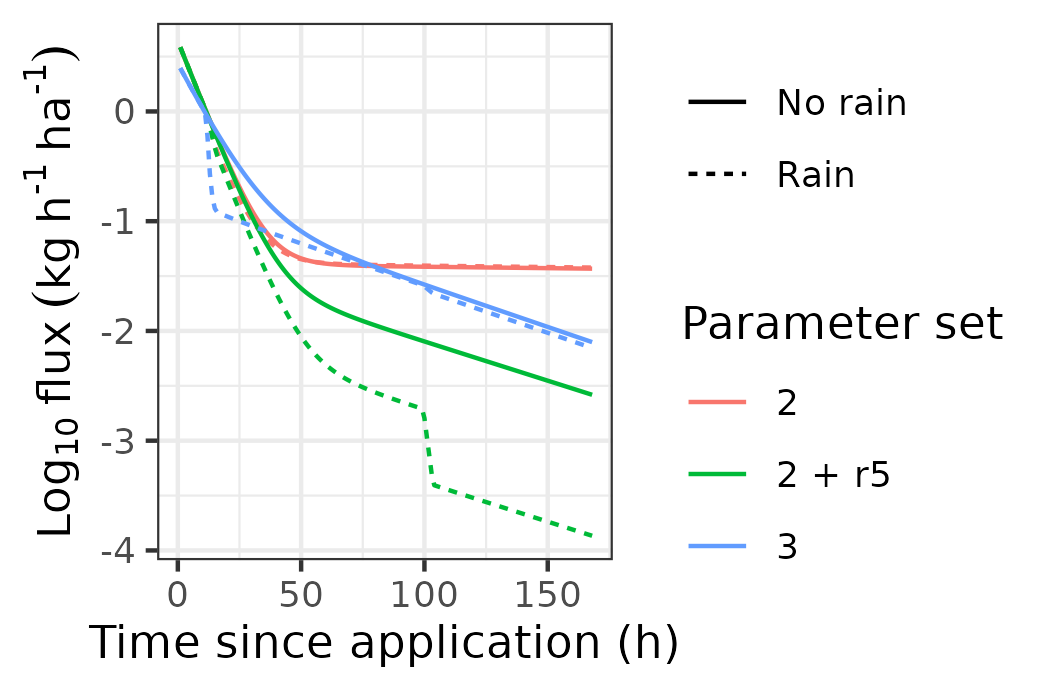 Log10 flux (kg h-1 ha-1)
0
-1
-2
-3
-4
0 50 100 150
Time since application (h)
No rain
Rain
Parameter set
2
2 + r5
3